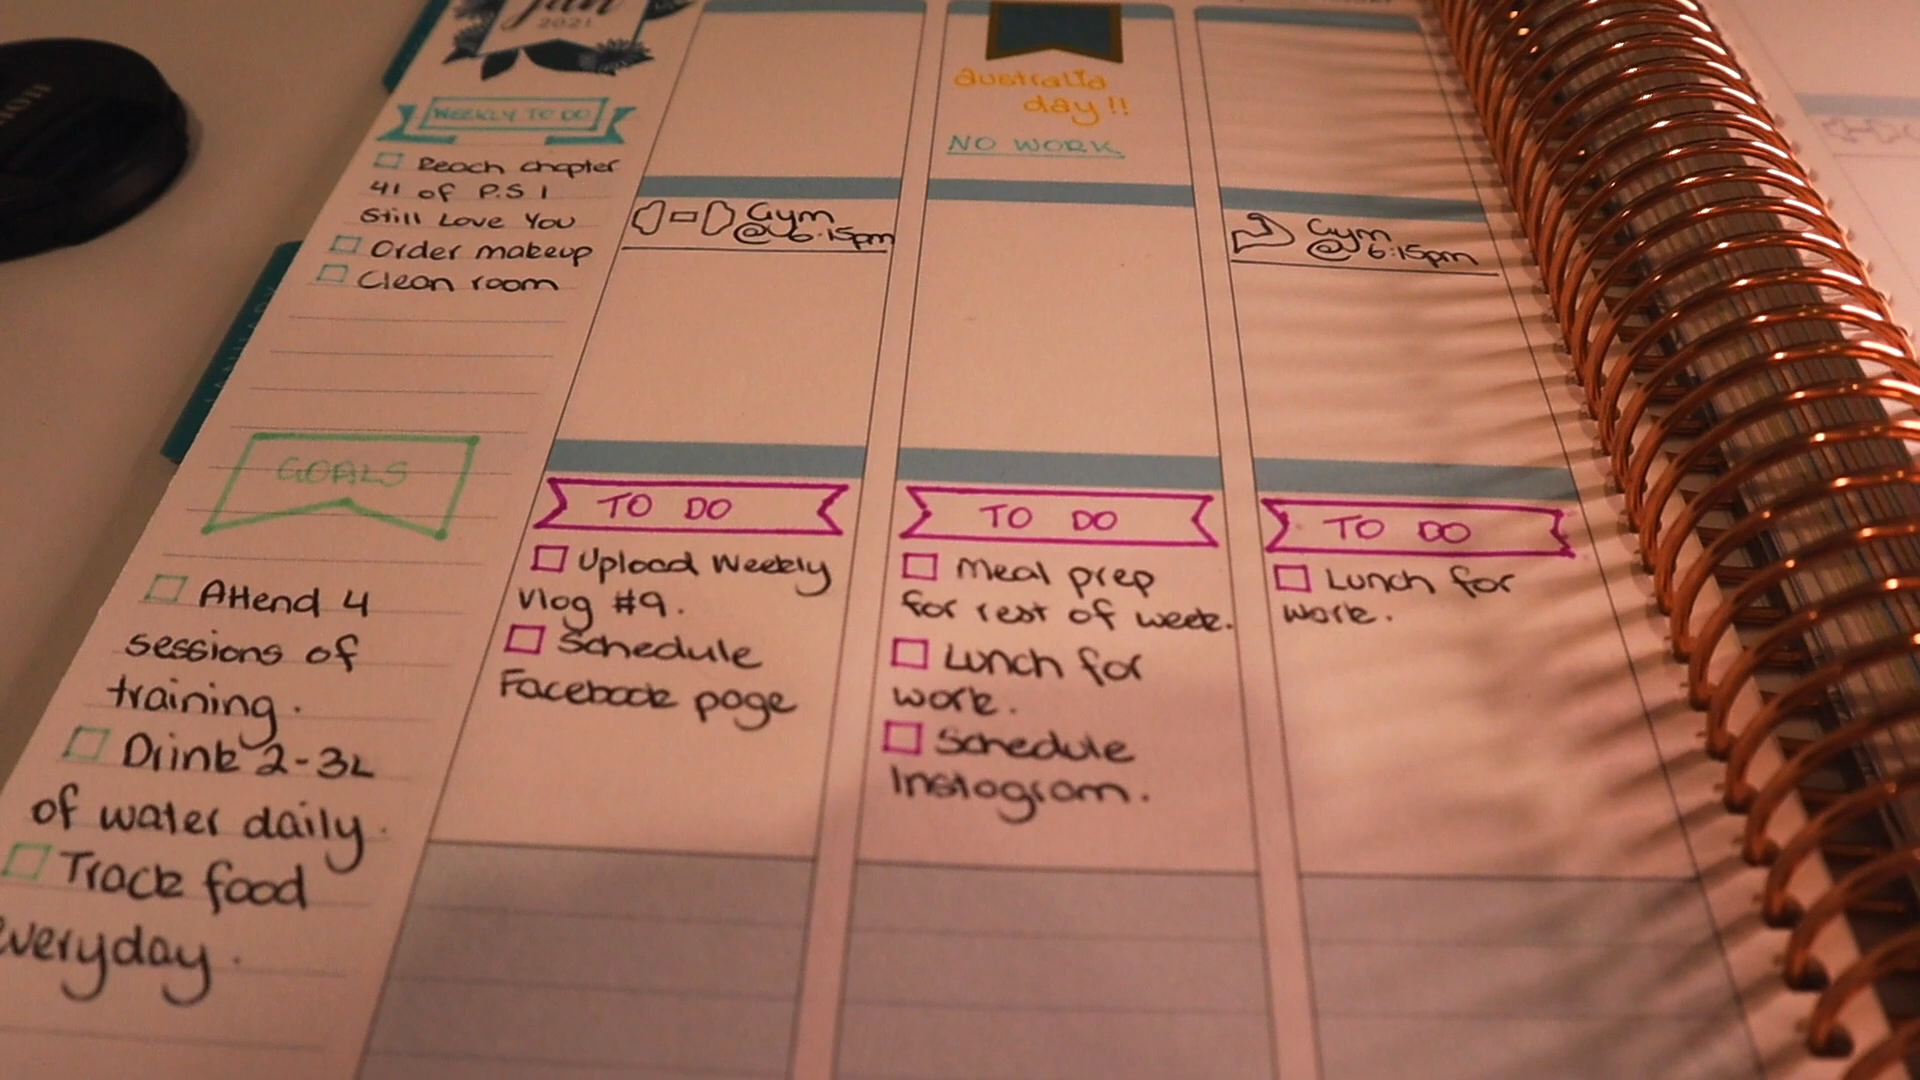 Jan
2021
WEEKLY TO DO
Reach chapter
41 of P.S I
Still Love You
Order makeup
Clean room
GOALS
Attend 4
sessions of
training.
Drink 2-3L
of water daily.
Track food
everyday.
Gym
@ 6:15pm
TO DO
Upload Weekly
Vlog #9.
Schedule
Facebook page
Australia
day!!
NO WORK
TO DO
Meal prep
for rest of week.
Lunch for
work.
Schedule
Instagram.
Gym
@ 6:15pm
TO DO
Lunch for
work.